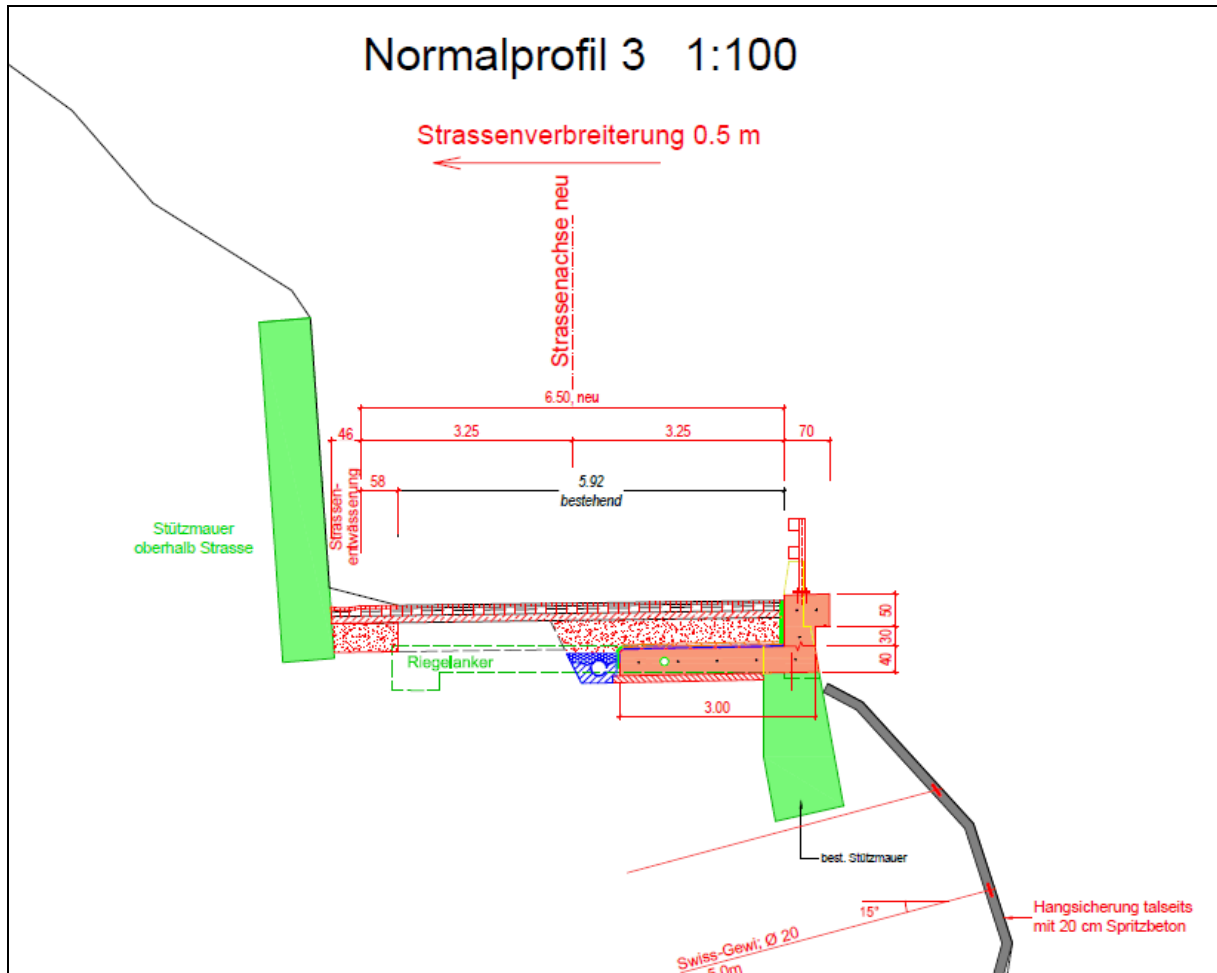 Normalprofil 3 1:100
Strassenverbreiterung 0.5 m
Strassenachse neu
6.50, neu
46
3.25
3.25
70
58
5.92
bestehend
Strassen-
entwässerung
Stützmauer
oberhalb Strasse
50
30
40
Riegelanker
3.00
best. Stützmauer
15°
Hangsicherung talseits
mit 20 cm Spritzbeton
Swiss-Gewi; Ø 20
5.0m